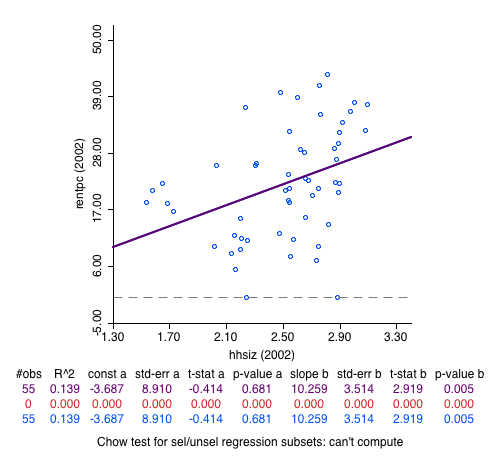 50.00
39.00
28.00
17.00
6.00
-5.00
rentpc (2002)
1.30 1.70 2.10 2.50 2.90 3.30
hhsiz (2002)
#obs R^2 const a std-err a t-stat a p-value a slope b std-err b t-stat b p-value b
55 0.139 -3.687 8.910 -0.414 0.681 10.259 3.514 2.919 0.005
0 0.000 0.000 0.000 0.000 0.000 0.000 0.000 0.000 0.000
55 0.139 -3.687 8.910 -0.414 0.681 10.259 3.514 2.919 0.005
Chow test for sel/unsel regression subsets: can't compute